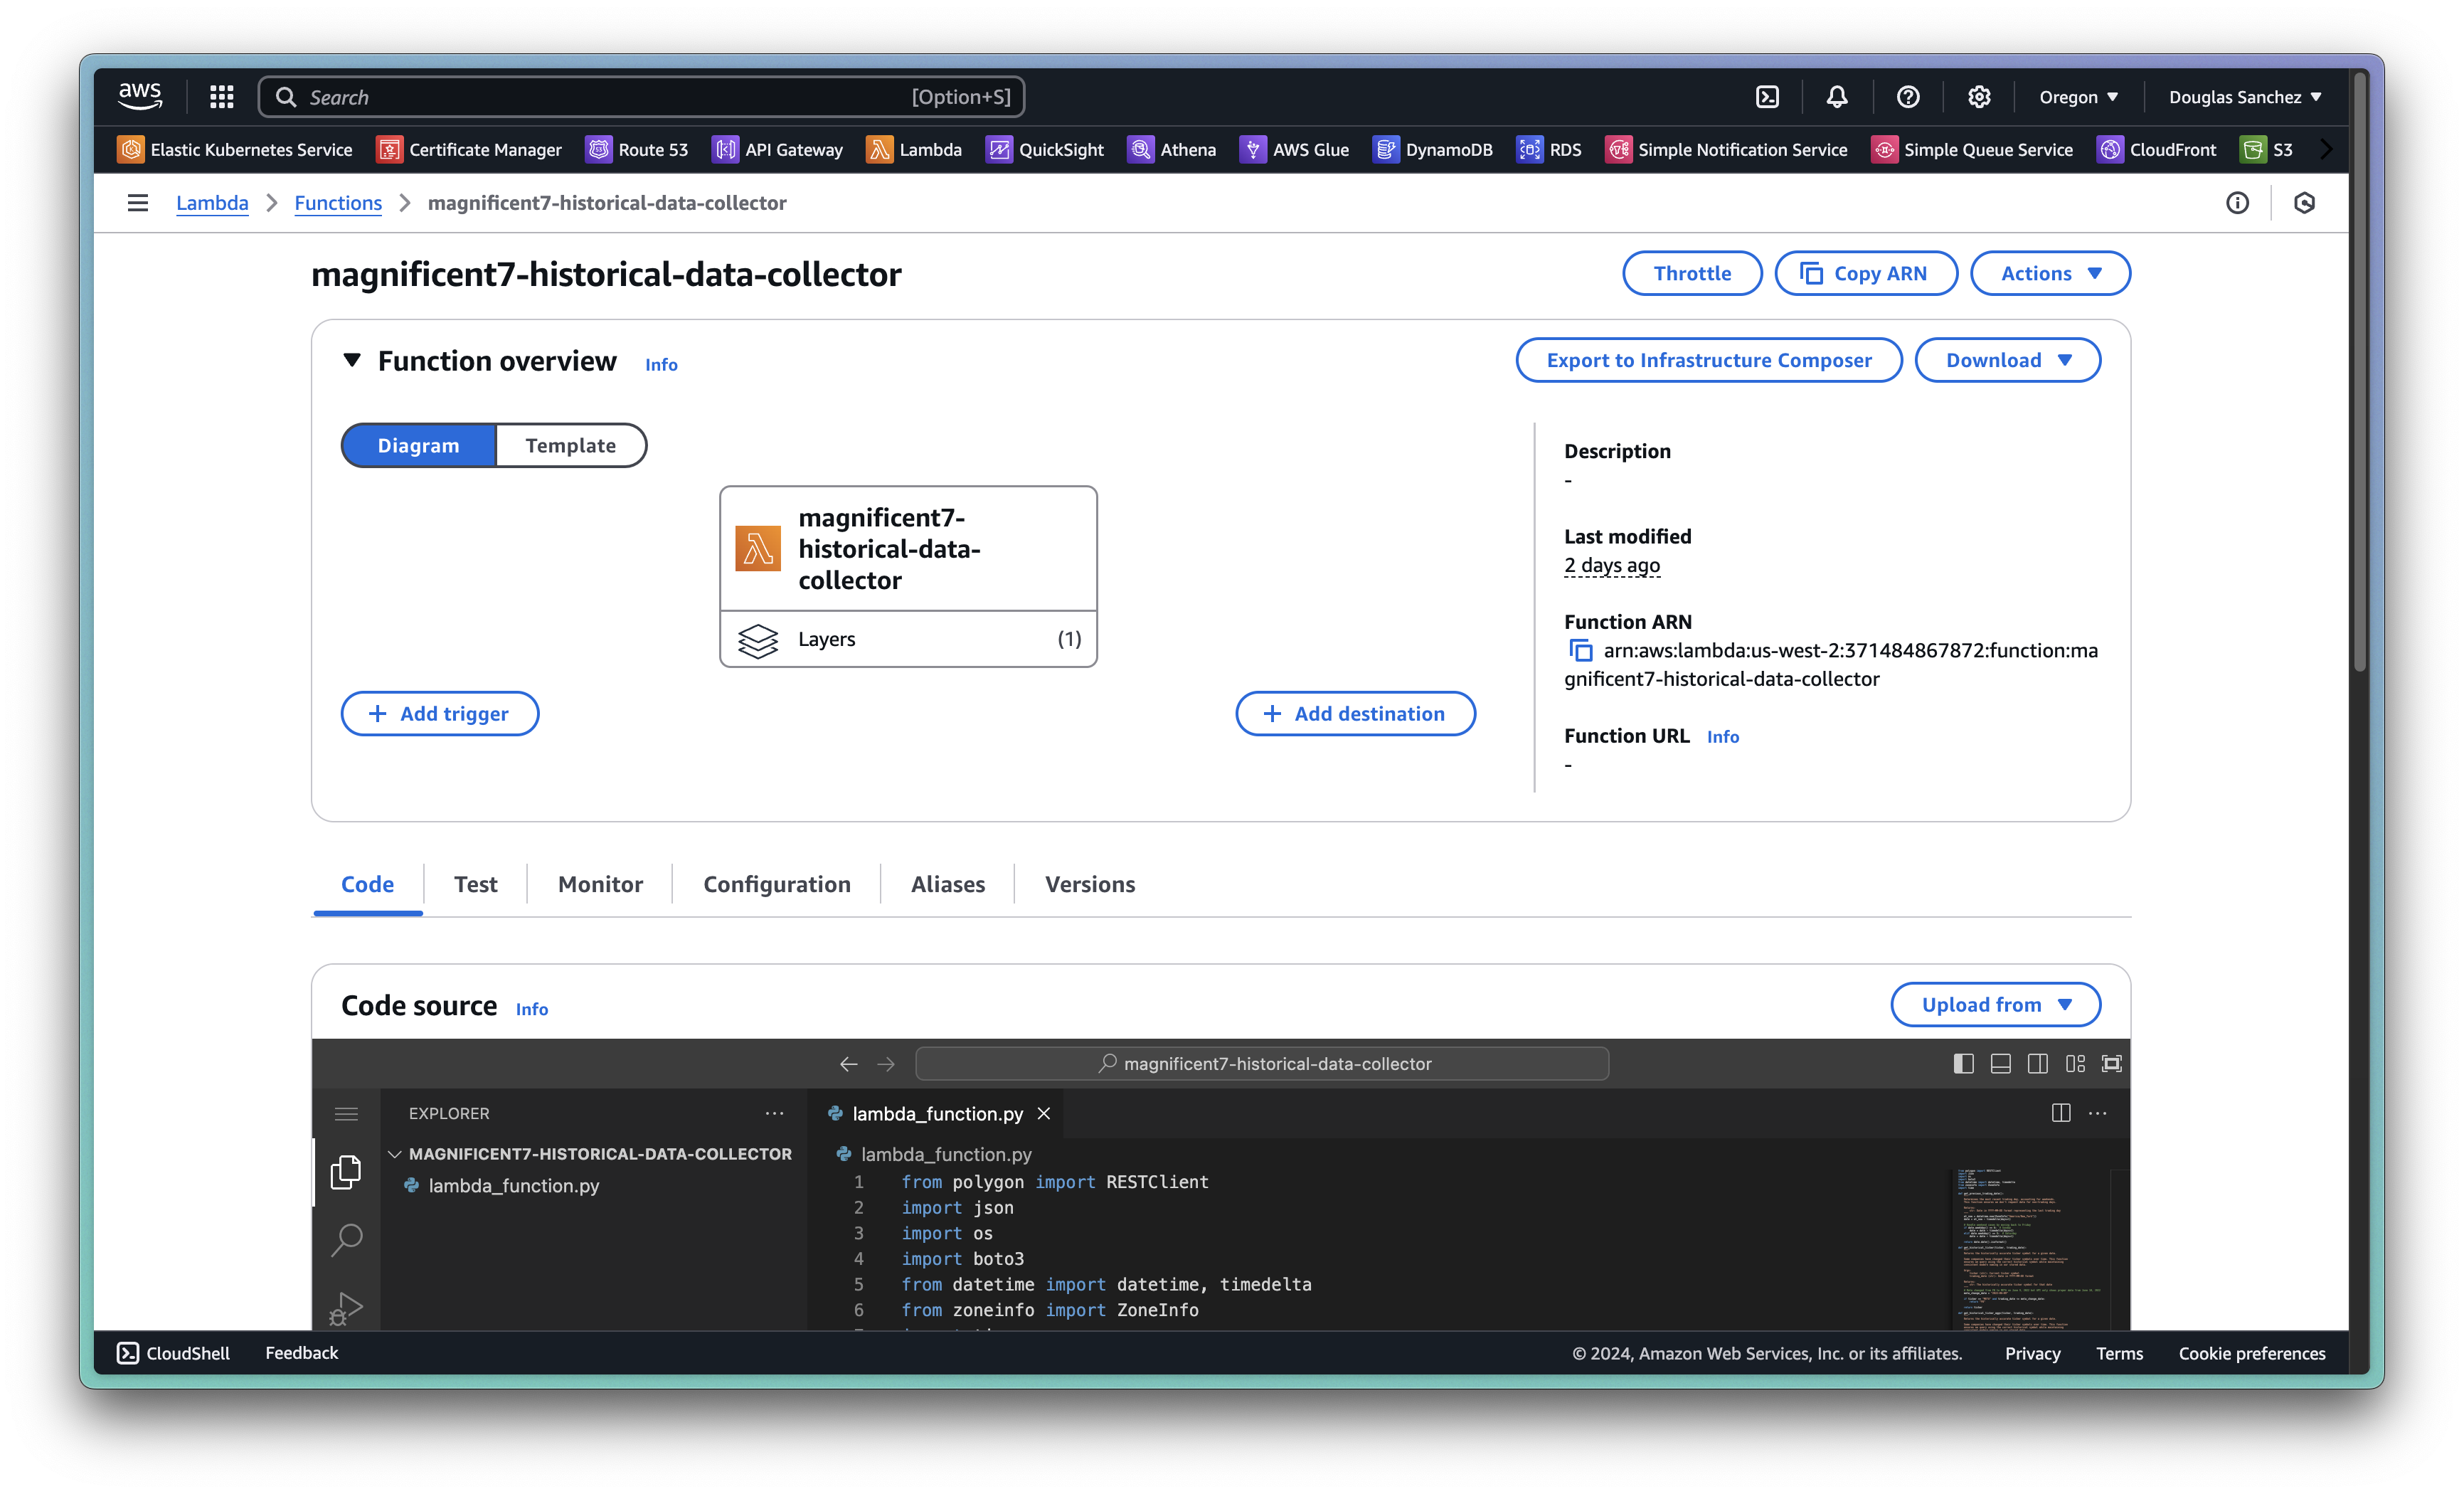 aws
Search [Option+S]
Oregon
Douglas Sanchez
Elastic Kubernetes Service Certificate Manager Route 53 API Gateway Lambda QuickSight Athena AWS Glue DynamoDB RDS Simple Notification Service Simple Queue Service CloudFront S3
Lambda Functions magnificent7-historical-data-collector
magnificent7-historical-data-collector
Throttle Copy ARN Actions
Function overview Info
Export to Infrastructure Composer Download
Diagram Template
magnificent7-
historical-data-
collector
Layers (1)
+ Add trigger
+ Add destination
Description
-
Last modified
2 days ago
Function ARN
arn:aws:lambda:us-west-2:371484867872:function:ma
gnificent7-historical-data-collector
Function URL Info
-
Code Test Monitor Configuration Aliases Versions
Code source Info
Upload from
magnificent7-historical-data-collector
EXPLORER
MAGNIFICENT7-HISTORICAL-DATA-COLLECTOR
lambda_function.py
lambda_function.py
lambda_function.py
1 from polygon import RESTClient
2 import json
3 import os
4 import boto3
5 from datetime import datetime, timedelta
6 from zoneinfo import ZoneInfo
CloudShell Feedback
© 2024, Amazon Web Services, Inc. or its affiliates. Privacy Terms Cookie preferences